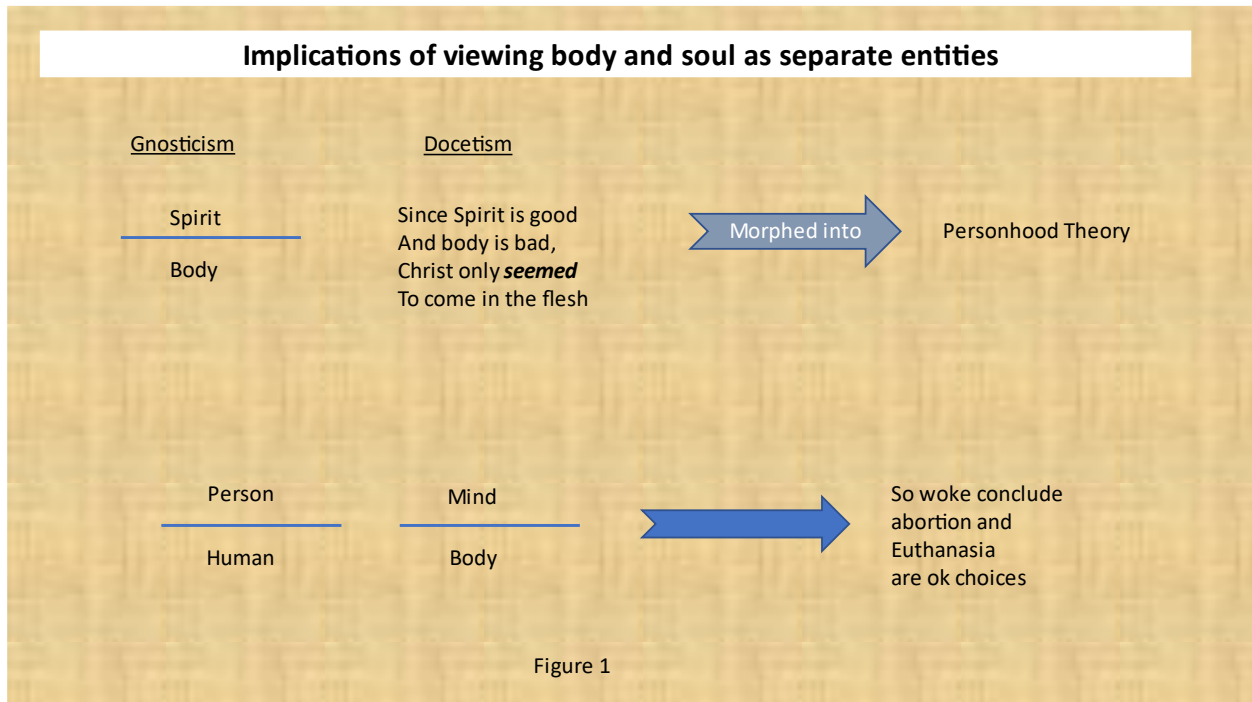 Implications of viewing body and soul as separate entities
Gnosticism
Spirit
Body
Docetism
Since Spirit is good
And body is bad,
Christ only seemed
To come in the flesh
Morphed into
Personhood Theory
Person
Human
Mind
Body
So woke conclude
abortion and
Euthanasia
are ok choices
Figure 1